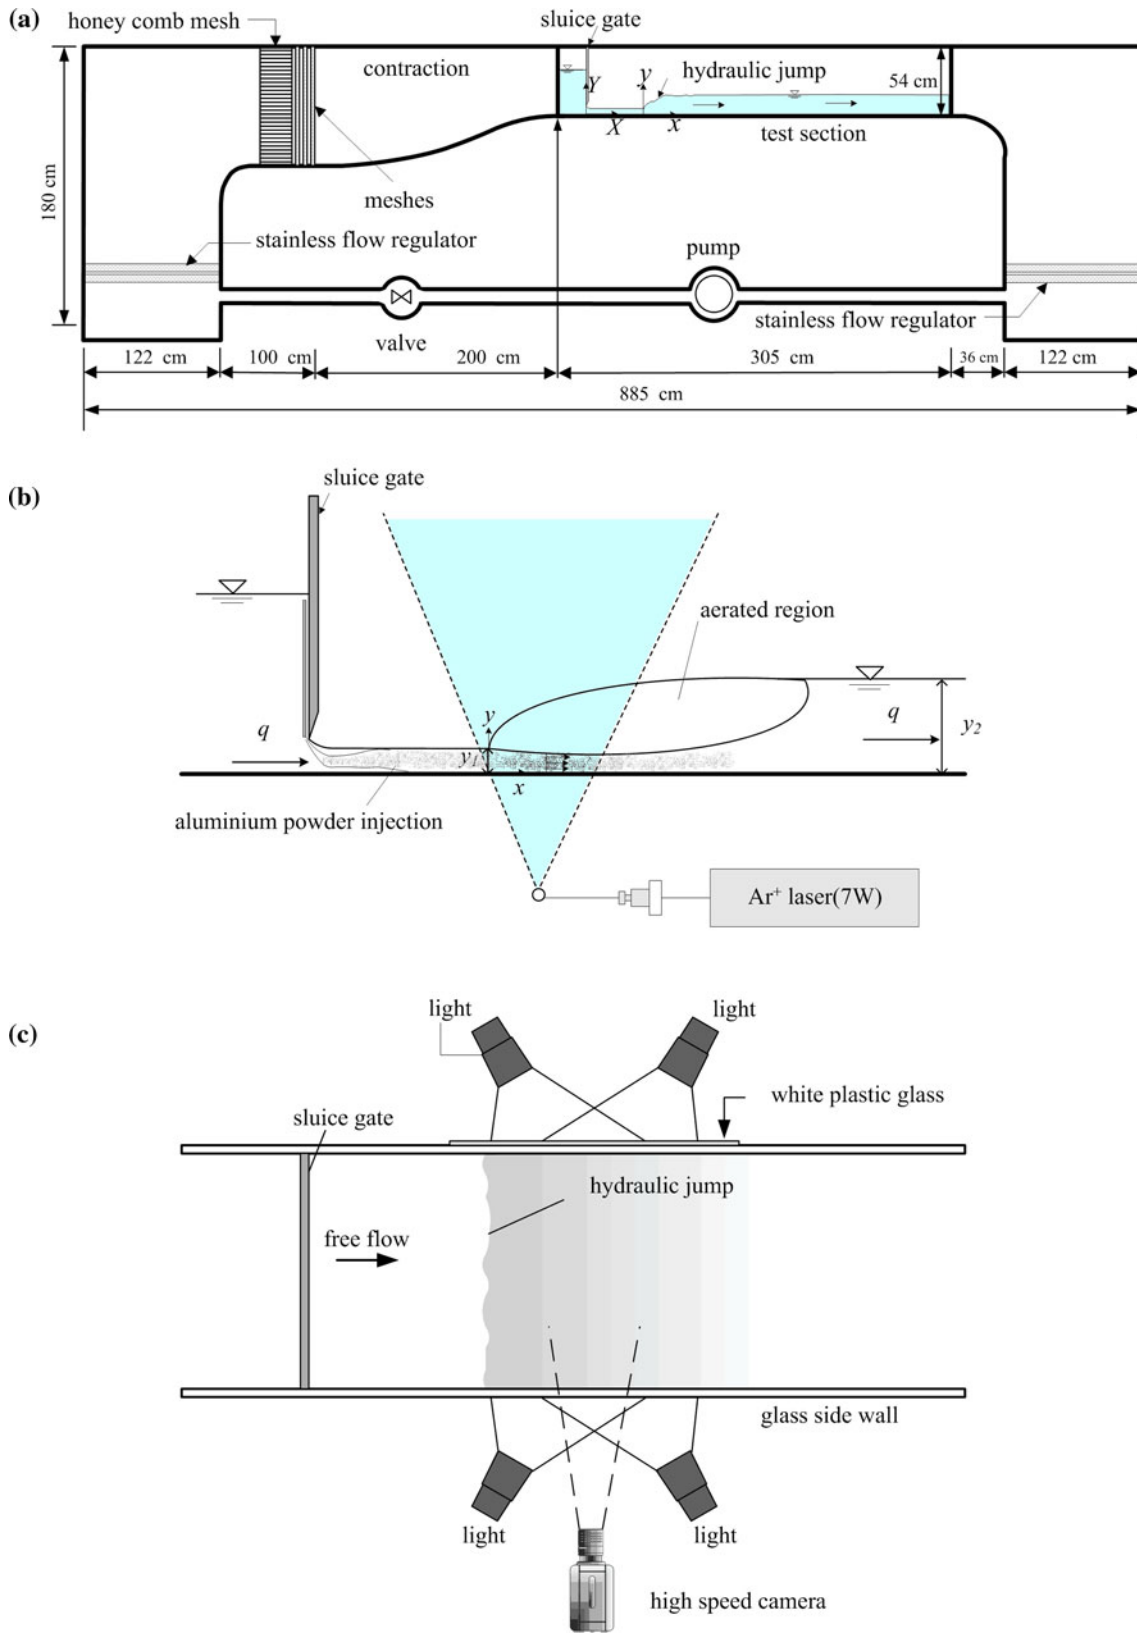 (a)
honey comb mesh
sluice gate
contraction
Y
y
hydraulic jump
54 cm
X
x
test section
180 cm
meshes
stainless flow regulator
pump
valve
stainless flow regulator
122 cm
100 cm
200 cm
305 cm
36 cm
122 cm
885 cm
(b)
sluice gate
aerated region
q
y
y1
x
q
y2
aluminium powder injection
Ar+ laser(7W)
(c)
light
light
white plastic glass
sluice gate
hydraulic jump
free flow
glass side wall
light
light
high speed camera